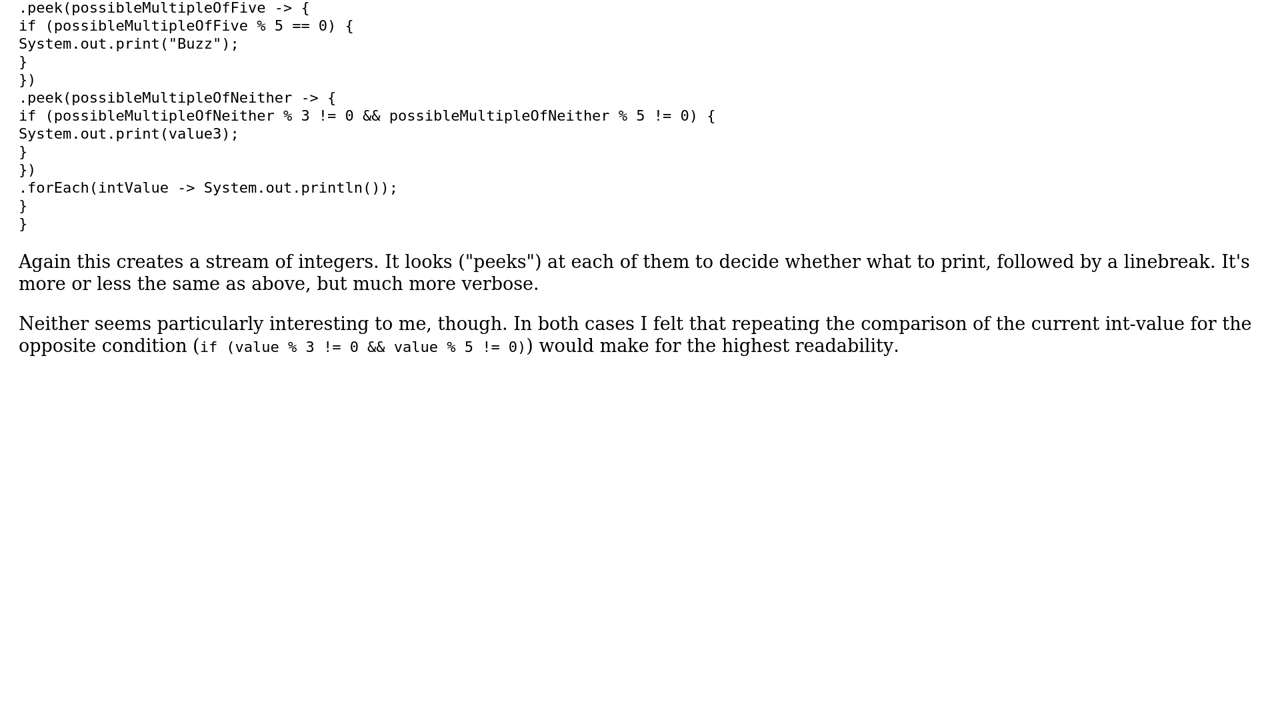 .peek(possibleMultipleOfFive -> {
if (possibleMultipleOfFive % 5 == 0) {
System.out.print("Buzz");
}
})
.peek(possibleMultipleOfNeither -> {
if (possibleMultipleOfNeither % 3 != 0 && possibleMultipleOfNeither % 5 != 0) {
System.out.print(value3);
}
})
.forEach(intValue -> System.out.println());
}
}
Again this creates a stream of integers. It looks ("peeks") at each of them to decide whether what to print, followed by a linebreak. It's
more or less the same as above, but much more verbose.
Neither seems particularly interesting to me, though. In both cases I felt that repeating the comparison of the current int-value for the
opposite condition (if (value % 3 != 0 && value % 5 != 0)) would make for the highest readability.